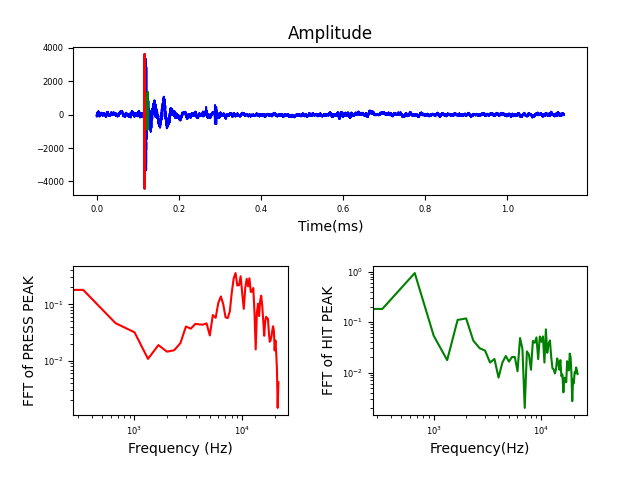 Amplitude
4000
2000
0
−2000
−4000
0.0 0.2 0.4 0.6 0.8 1.0
Time(ms)
FFT of PRESS PEAK
10⁻¹
10⁻²
10³ 10⁴
Frequency (Hz)
FFT of HIT PEAK
10⁰
10⁻¹
10⁻²
10³ 10⁴
Frequency(Hz)